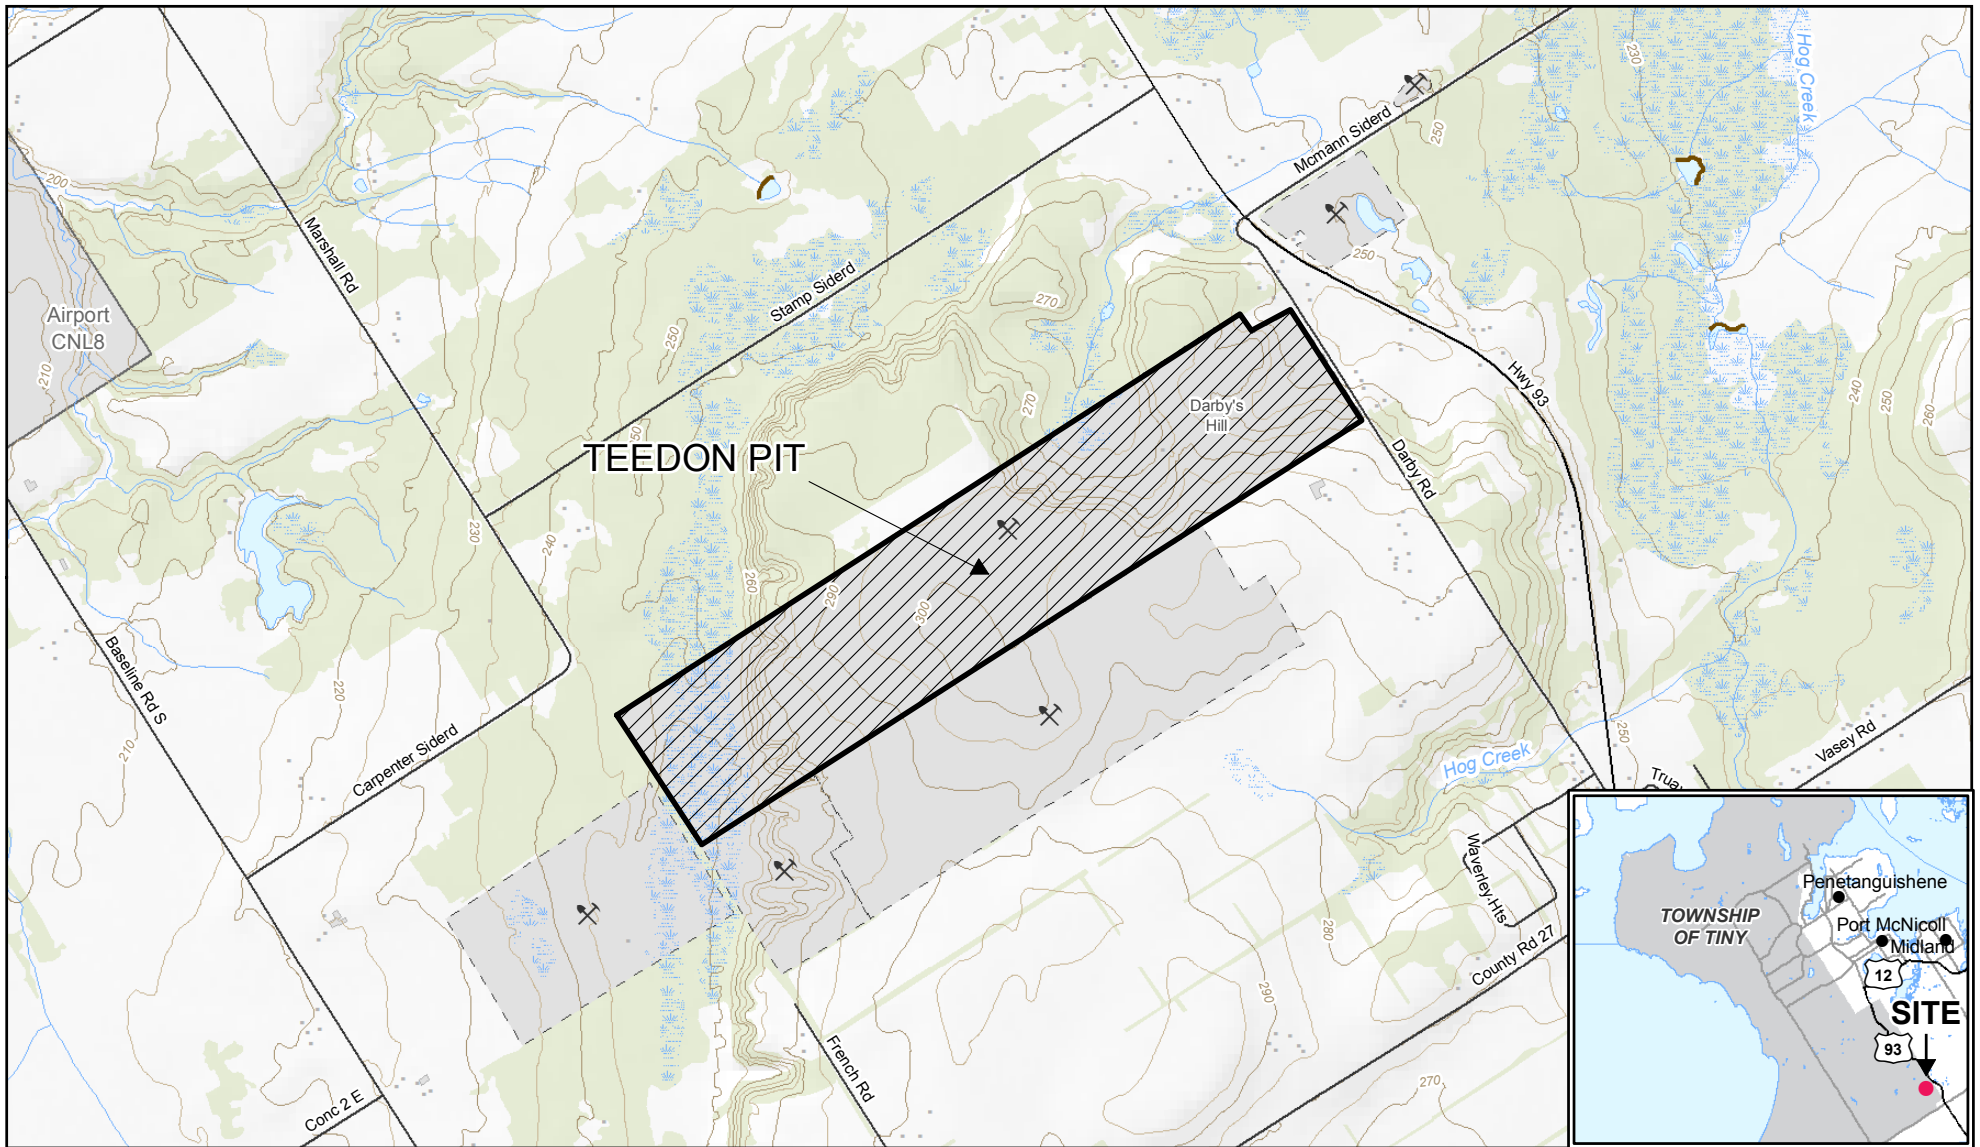 Hog Creek
230
Mcmann Siderd
250
200
Marshall Rd
Stamp Siderd
270
250
250
Airport
CNL8
210
Hwy 93
240
250
260
270
Darby's
Hill
TEEDON PIT
Darby Rd
50
230
240
260
290
300
Baseline Rd S
220
210
Carpenter Siderd
250
Vasey Rd
Hog Creek
Trua
Waverley Hts
280
County Rd 27
290
French Rd
270
Conc 2 E
Penetanguishene
TOWNSHIP
OF TINY
Port McNicoll
Midland
12
SITE
93